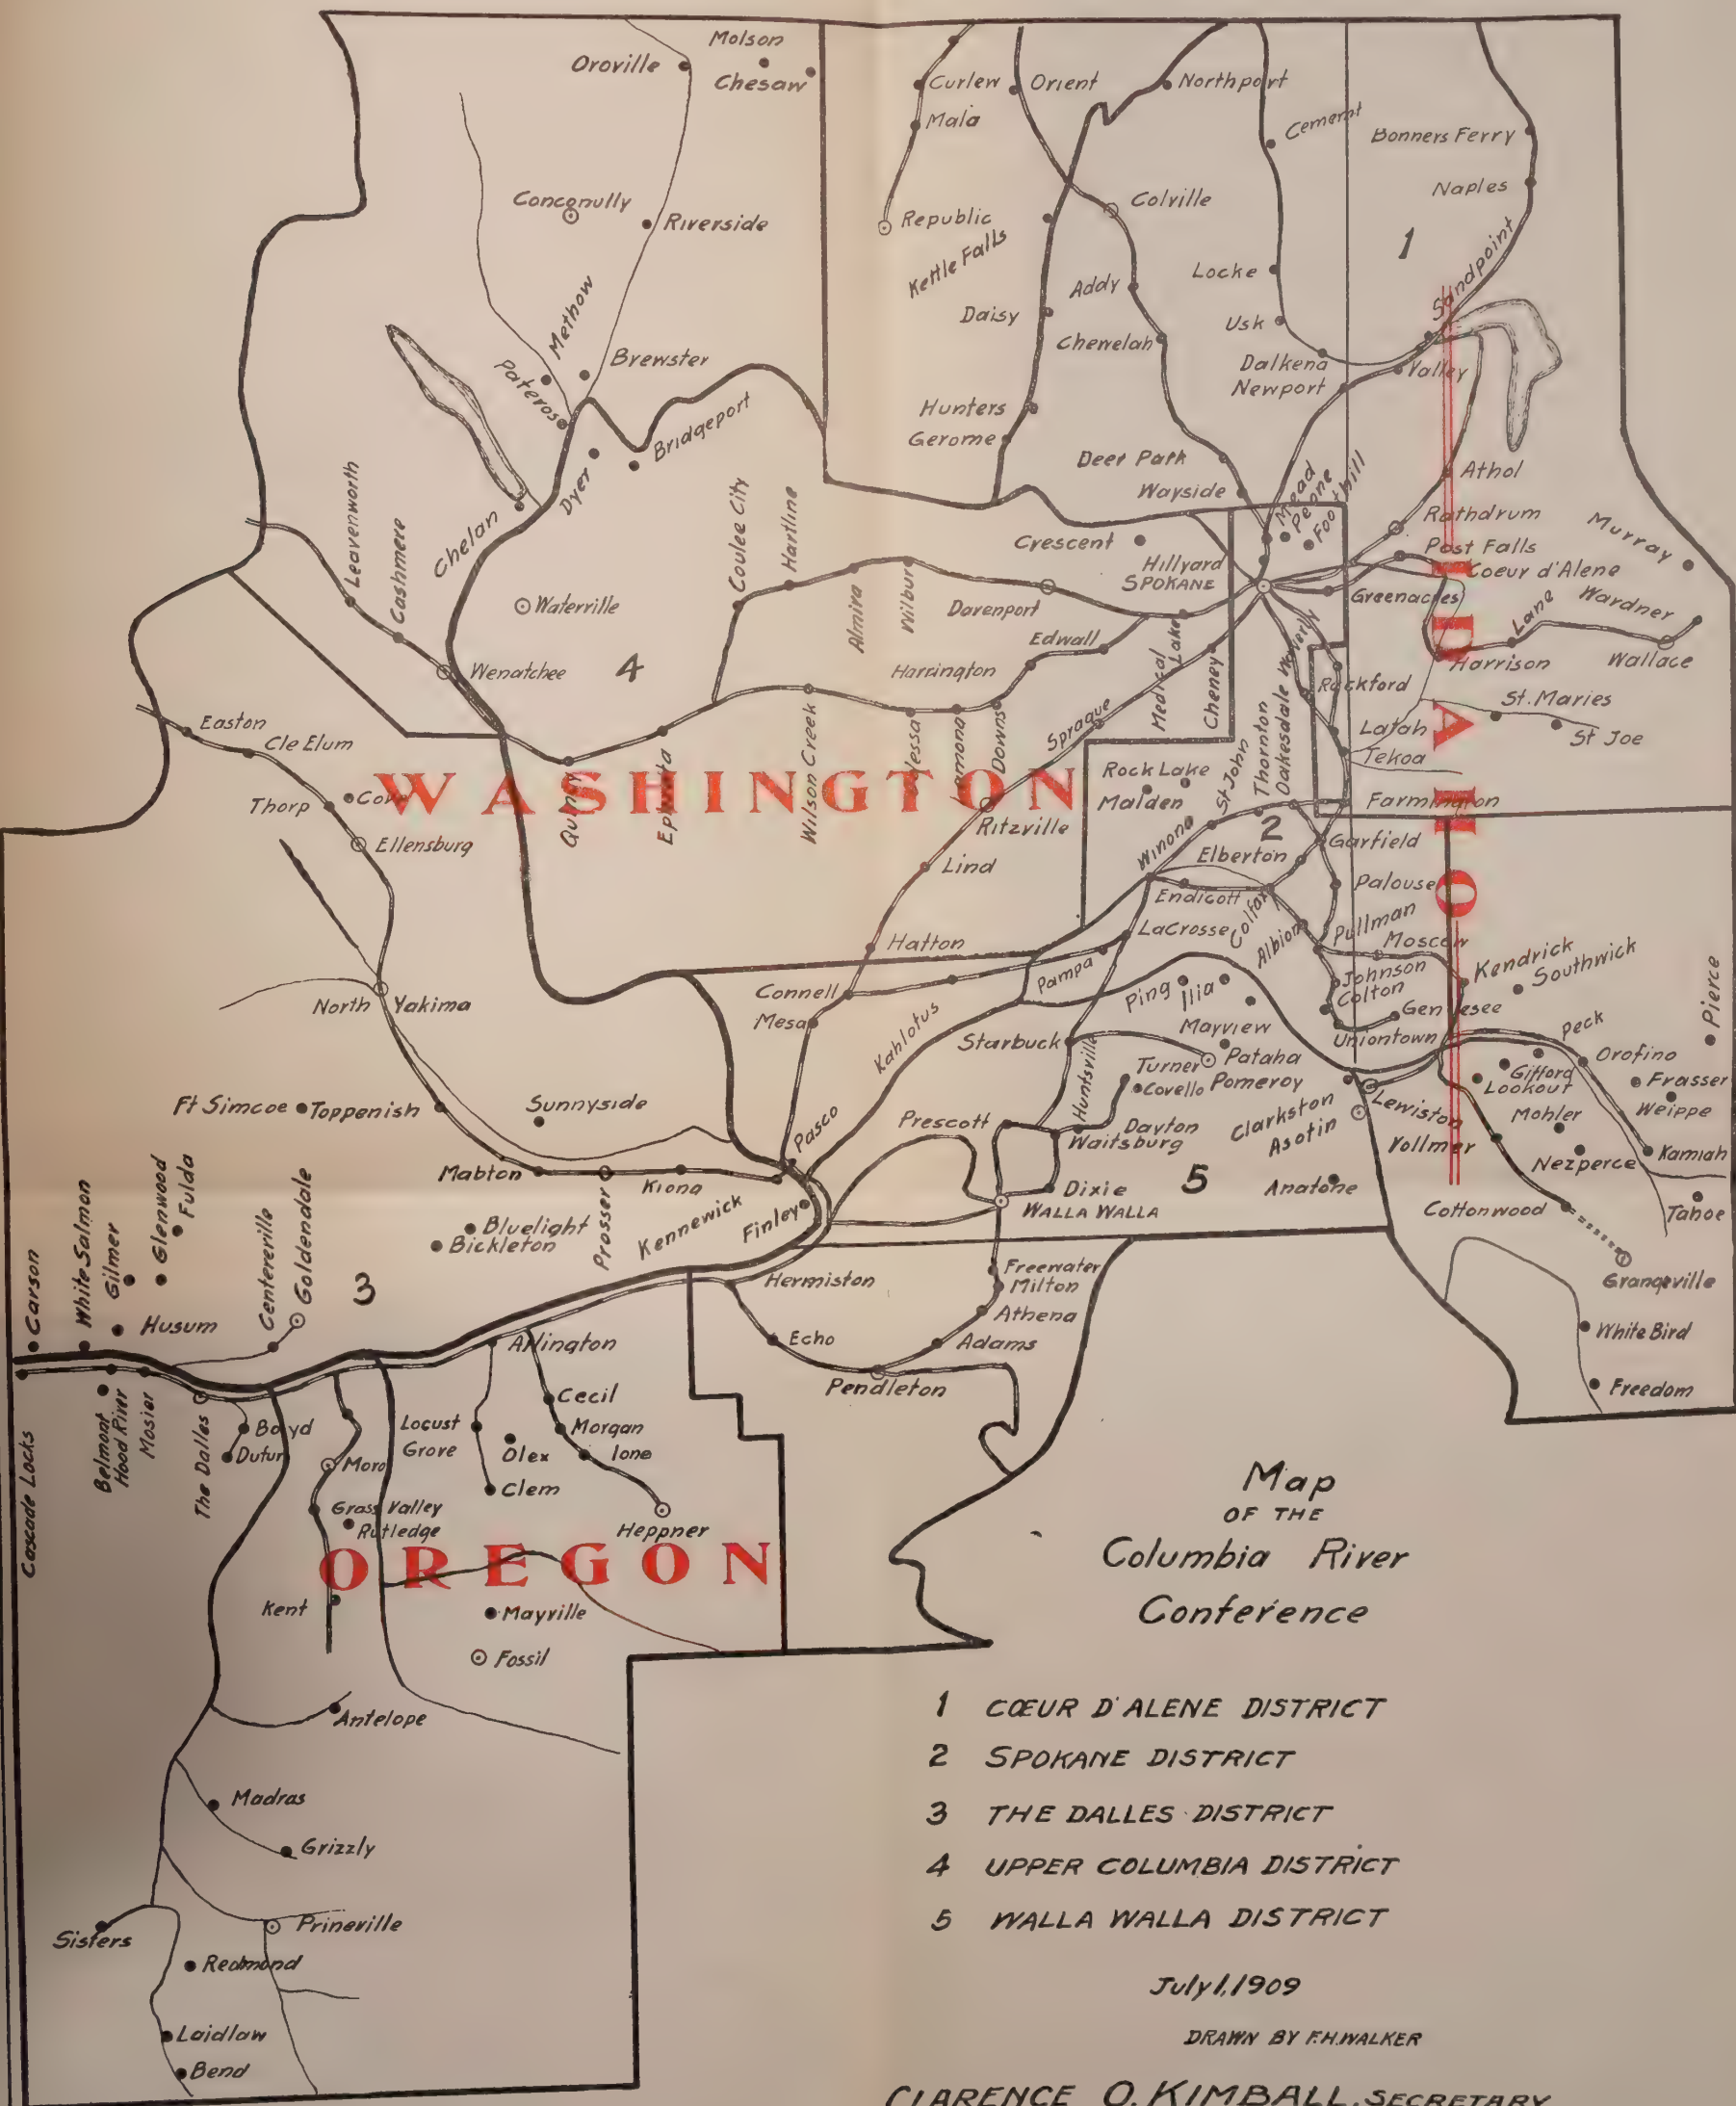 Molson
Oroville
Chesaw
Curlew
Orient
Northport
Mala
Cement
Bonners Ferry
Naples
Conconully
Riverside
Republic
Colville
1
Kettle Falls
Locke
Sandpoint
Addy
Methow
Daisy
Usk
Chewelah
Brewster
Dalkena
Pateros
Newport
Valley
Hunters
Bridgeport
Gerome
Deer Park
Athol
Dyer
Wayside
Mead
Peone
Foothill
Leavenworth
Cashmere
Chelan
Coulee City
Hartline
Rathdrum
Murray
Crescent
Hillyard
SPOKANE
Post Falls
Coeur d'Alene
Waterville
Almira
Wilbur
Davenport
Greenacres
Wardner
Lane
Edwall
Medical Lake
Waverly
Wenatchee
4
Harrington
Cheney
Harrison
Wallace
Rockford
St. Maries
Easton
Cle Elum
Sprague
Latah
St Joe
Wilson Creek
Downs
Thornton
Oakesdale
Tekoa
WASHINGTON
IDAHO
Quincy
Ephrata
Rock Lake
St John
Malden
Thorp
Farmington
Ritzville
2
Ellensburg
Winona
Elberton
Garfield
Lind
Endicott
Palouse
Colfax
Hatton
LaCrosse
Albion
Pullman
Moscow
Kendrick
Southwick
Connell
Pampa
Johnson
Pierce
North Yakima
Ping
Ilia
Colton
Genesee
Mesa
Kahlotus
Mayview
Uniontown
Peck
Starbuck
Huntsville
Turner
Pataha
Orofino
Covello
Pomeroy
Gifford
Lookout
Frasser
Weippe
Ft Simcoe
Toppenish
Sunnyside
Prescott
Dayton
Waitsburg
Clarkston
Asotin
Lewiston
Vollmer
Mohler
Pasco
Nezperce
Kamiah
Mabton
Prosser
Kiona
Dixie
5
Anatone
WALLA WALLA
Cottonwood
Tahoe
Carson
White Salmon
Gilmer
Glenwood
Fulda
Centereville
Goldendale
Bluelight
Bickleton
Kennewick
Finley
3
Hermiston
Freewater
Milton
Grangeville
Husum
Athena
White Bird
Arlington
Echo
Adams
Pendleton
Freedom
Cascade Locks
Belmont
Hood River
Mosier
The Dalles
Boyd
Dufur
Moro
Locust
Grove
Cecil
Morgan
Olex
Ione
Clem
Grass Valley
Rutledge
Heppner
OREGON
Kent
Mayville
Fossil
Antelope
Madras
Grizzly
Prineville
Sisters
Redmond
Laidlaw
Bend
Map
OF THE
Columbia River
Conference
1 CŒUR D'ALENE DISTRICT
2 SPOKANE DISTRICT
3 THE DALLES DISTRICT
4 UPPER COLUMBIA DISTRICT
5 WALLA WALLA DISTRICT
July 1, 1909
DRAWN BY F.H.WALKER
CLARENCE O. KIMBALL, SECRETARY